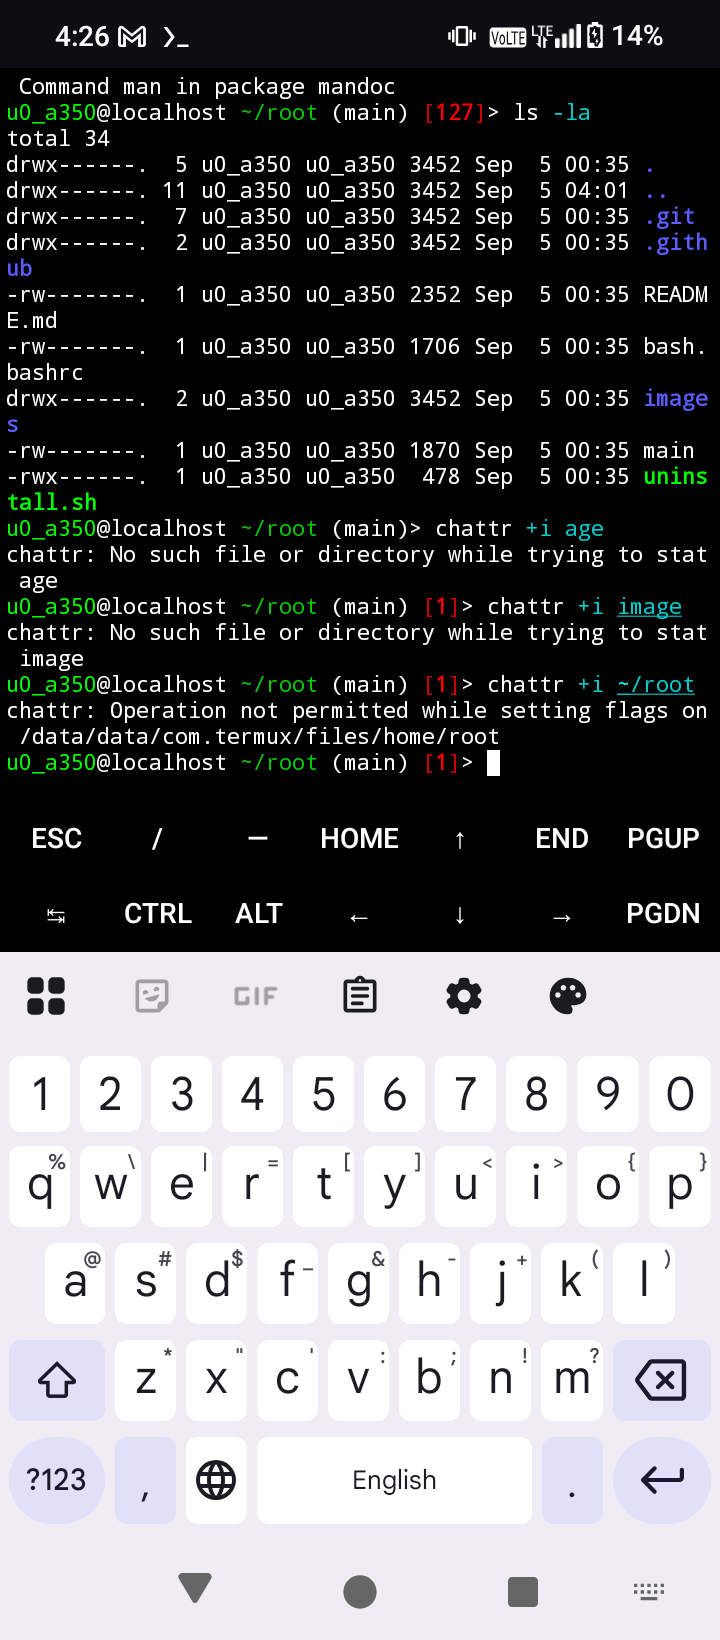 4:26 VoLTE LTE 14%
Command man in package mandoc
u0_a350@localhost ~/root (main) [127]> ls -la
total 34
drwx------.  5 u0_a350 u0_a350 3452 Sep  5 00:35 .
drwx------. 11 u0_a350 u0_a350 3452 Sep  5 04:01 ..
drwx------.  7 u0_a350 u0_a350 3452 Sep  5 00:35 .git
drwx------.  2 u0_a350 u0_a350 3452 Sep  5 00:35 .gith
ub
-rw-------.  1 u0_a350 u0_a350 2352 Sep  5 00:35 READM
E.md
-rw-------.  1 u0_a350 u0_a350 1706 Sep  5 00:35 bash.
bashrc
drwx------.  2 u0_a350 u0_a350 3452 Sep  5 00:35 image
s
-rw-------.  1 u0_a350 u0_a350 1870 Sep  5 00:35 main
-rwx------.  1 u0_a350 u0_a350  478 Sep  5 00:35 unins
tall.sh
u0_a350@localhost ~/root (main)> chattr +i age
chattr: No such file or directory while trying to stat
age
u0_a350@localhost ~/root (main) [1]> chattr +i image
chattr: No such file or directory while trying to stat
image
u0_a350@localhost ~/root (main) [1]> chattr +i ~/root
chattr: Operation not permitted while setting flags on
/data/data/com.termux/files/home/root
u0_a350@localhost ~/root (main) [1]>
ESC / — HOME ↑ END PGUP
↹ CTRL ALT ← ↓ → PGDN
GIF
1 2 3 4 5 6 7 8 9 0
% \ | = [ ] < > { }
q w e r t y u i o p
@ # $ _ & - + ( )
a s d f g h j k l
* " ' : ; ! ?
z x c v b n m
?123 , English .